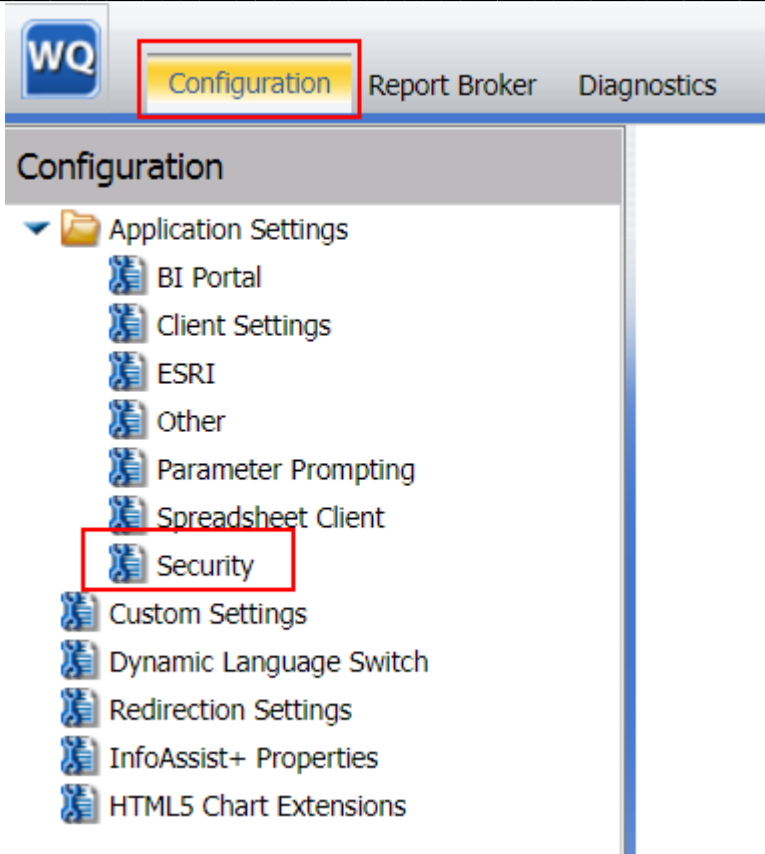 WQ
Configuration Report Broker Diagnostics
Configuration
Application Settings
BI Portal
Client Settings
ESRI
Other
Parameter Prompting
Spreadsheet Client
Security
Custom Settings
Dynamic Language Switch
Redirection Settings
InfoAssist+ Properties
HTML5 Chart Extensions